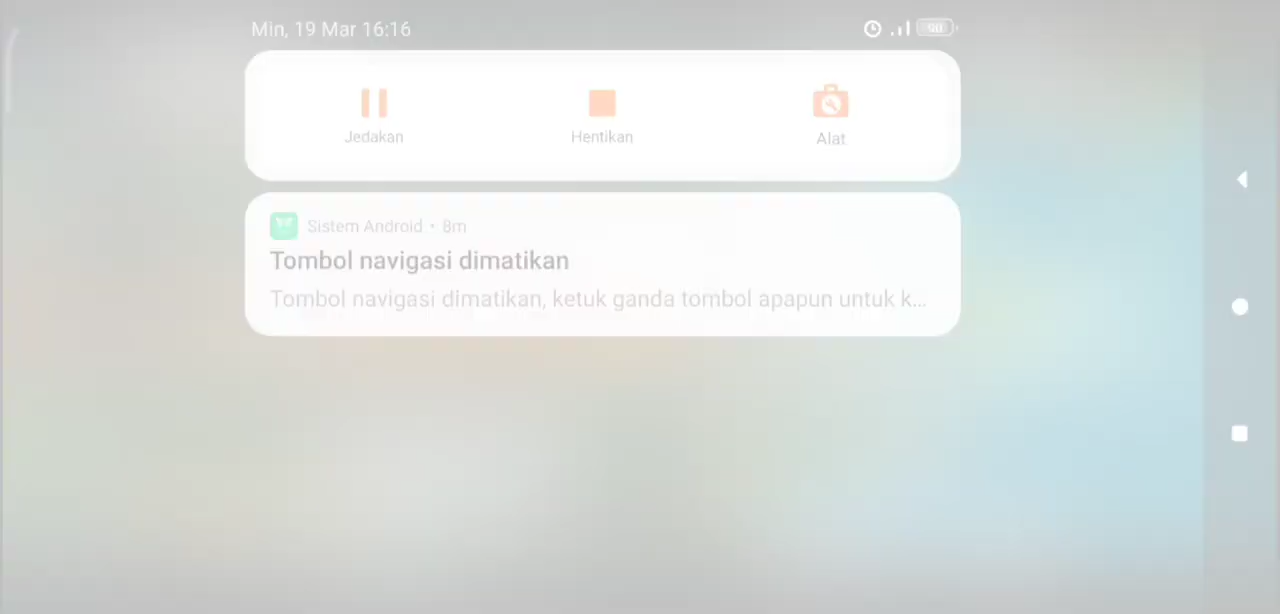 Min, 19 Mar 16:16
90
Jedakan
Hentikan
Alat
Sistem Android • 8m
Tombol navigasi dimatikan
Tombol navigasi dimatikan, ketuk ganda tombol apapun untuk k...